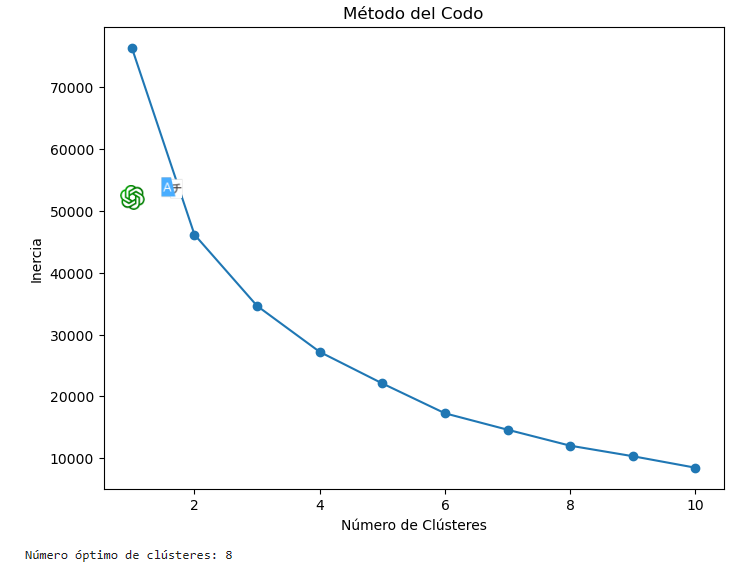 Método del Codo
70000
60000
50000
40000
30000
20000
10000
Inercia
A
2 4 6 8 10
Número de Clústeres
Número óptimo de clústeres: 8